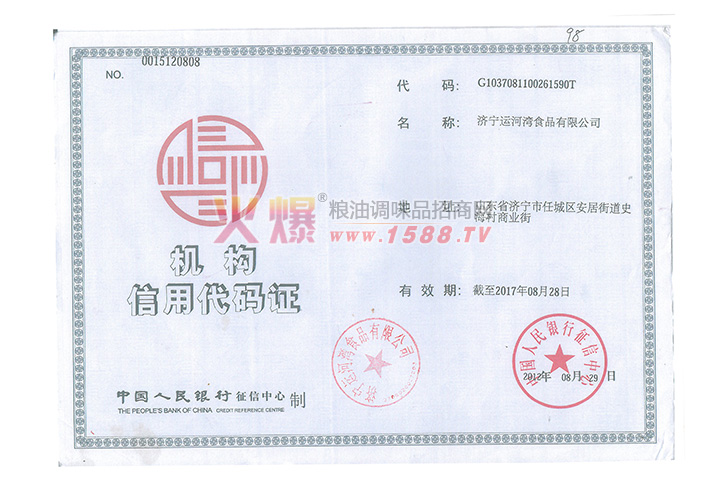 98
NO. 0015120808
代 码: G1037081100261590T
名 称: 济宁运河湾食品有限公司
地 址: 山东省济宁市任城区安居街道史
湾村商业街
火爆®粮油调味品招商网
www.1588.TV
机构
信用代码证
有 效 期: 截至2017年08月28日
济宁运河湾食品有限公司
中国人民银行征信中心
2012年 08月 29日
中国人民银行 征信中心 制
THE PEOPLE'S BANK OF CHINA CREDIT REFERENCE CENTRE